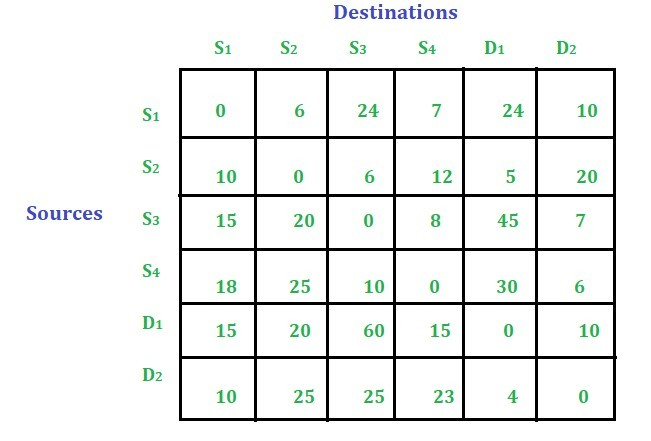 Destinations
S1 S2 S3 S4 D1 D2
S1 0 6 24 7 24 10
S2 10 0 6 12 5 20
Sources S3 15 20 0 8 45 7
S4 18 25 10 0 30 6
D1 15 20 60 15 0 10
D2 10 25 25 23 4 0